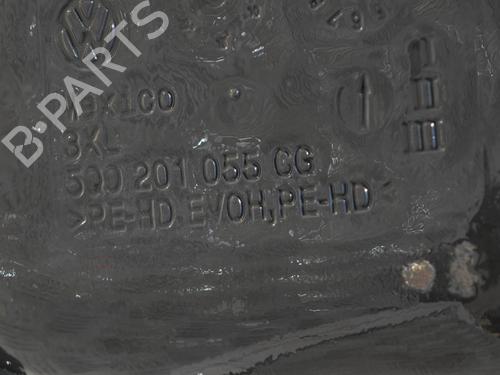 B-PARTS
3XL
5Q0 201 055 CG
>PE-HD,EVOH,PE-HD<